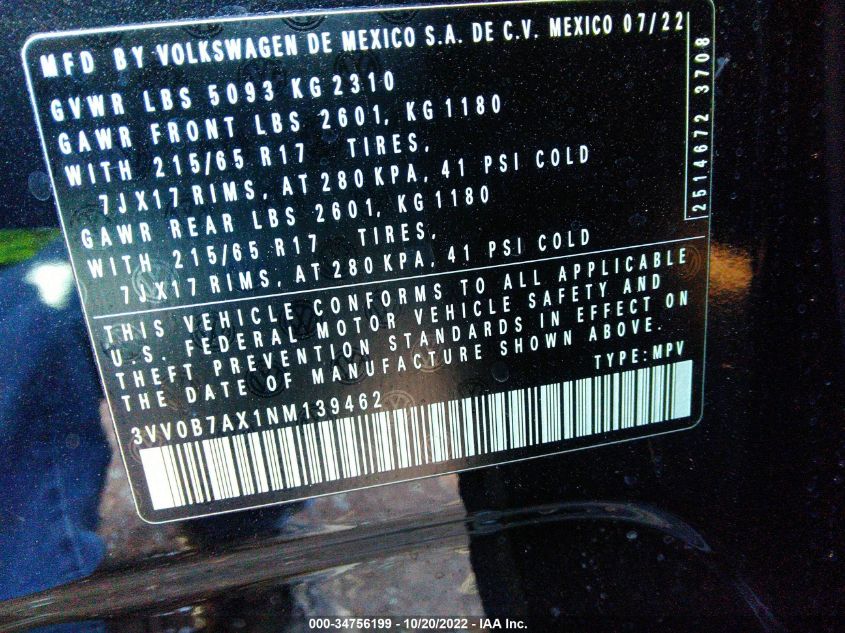 MFD BY VOLKSWAGEN DE MEXICO S.A. DE C.V. MEXICO 07/22
GVWR LBS 5093 KG 2310
GAWR FRONT LBS 2601, KG 1180
WITH 215/65 R17 TIRES,
7JX17 RIMS, AT 280 KPA, 41 PSI COLD
GAWR REAR LBS 2601, KG 1180
WITH 215/65 R17 TIRES,
7JX17 RIMS, AT 280 KPA, 41 PSI COLD
2514672 3708
THIS VEHICLE CONFORMS TO ALL APPLICABLE
U.S. FEDERAL MOTOR VEHICLE SAFETY AND
THEFT PREVENTION STANDARDS IN EFFECT ON
THE DATE OF MANUFACTURE SHOWN ABOVE.
TYPE: MPV
3VV0B7AX1NM139462
000-34756199 - 10/20/2022 - IAA Inc.